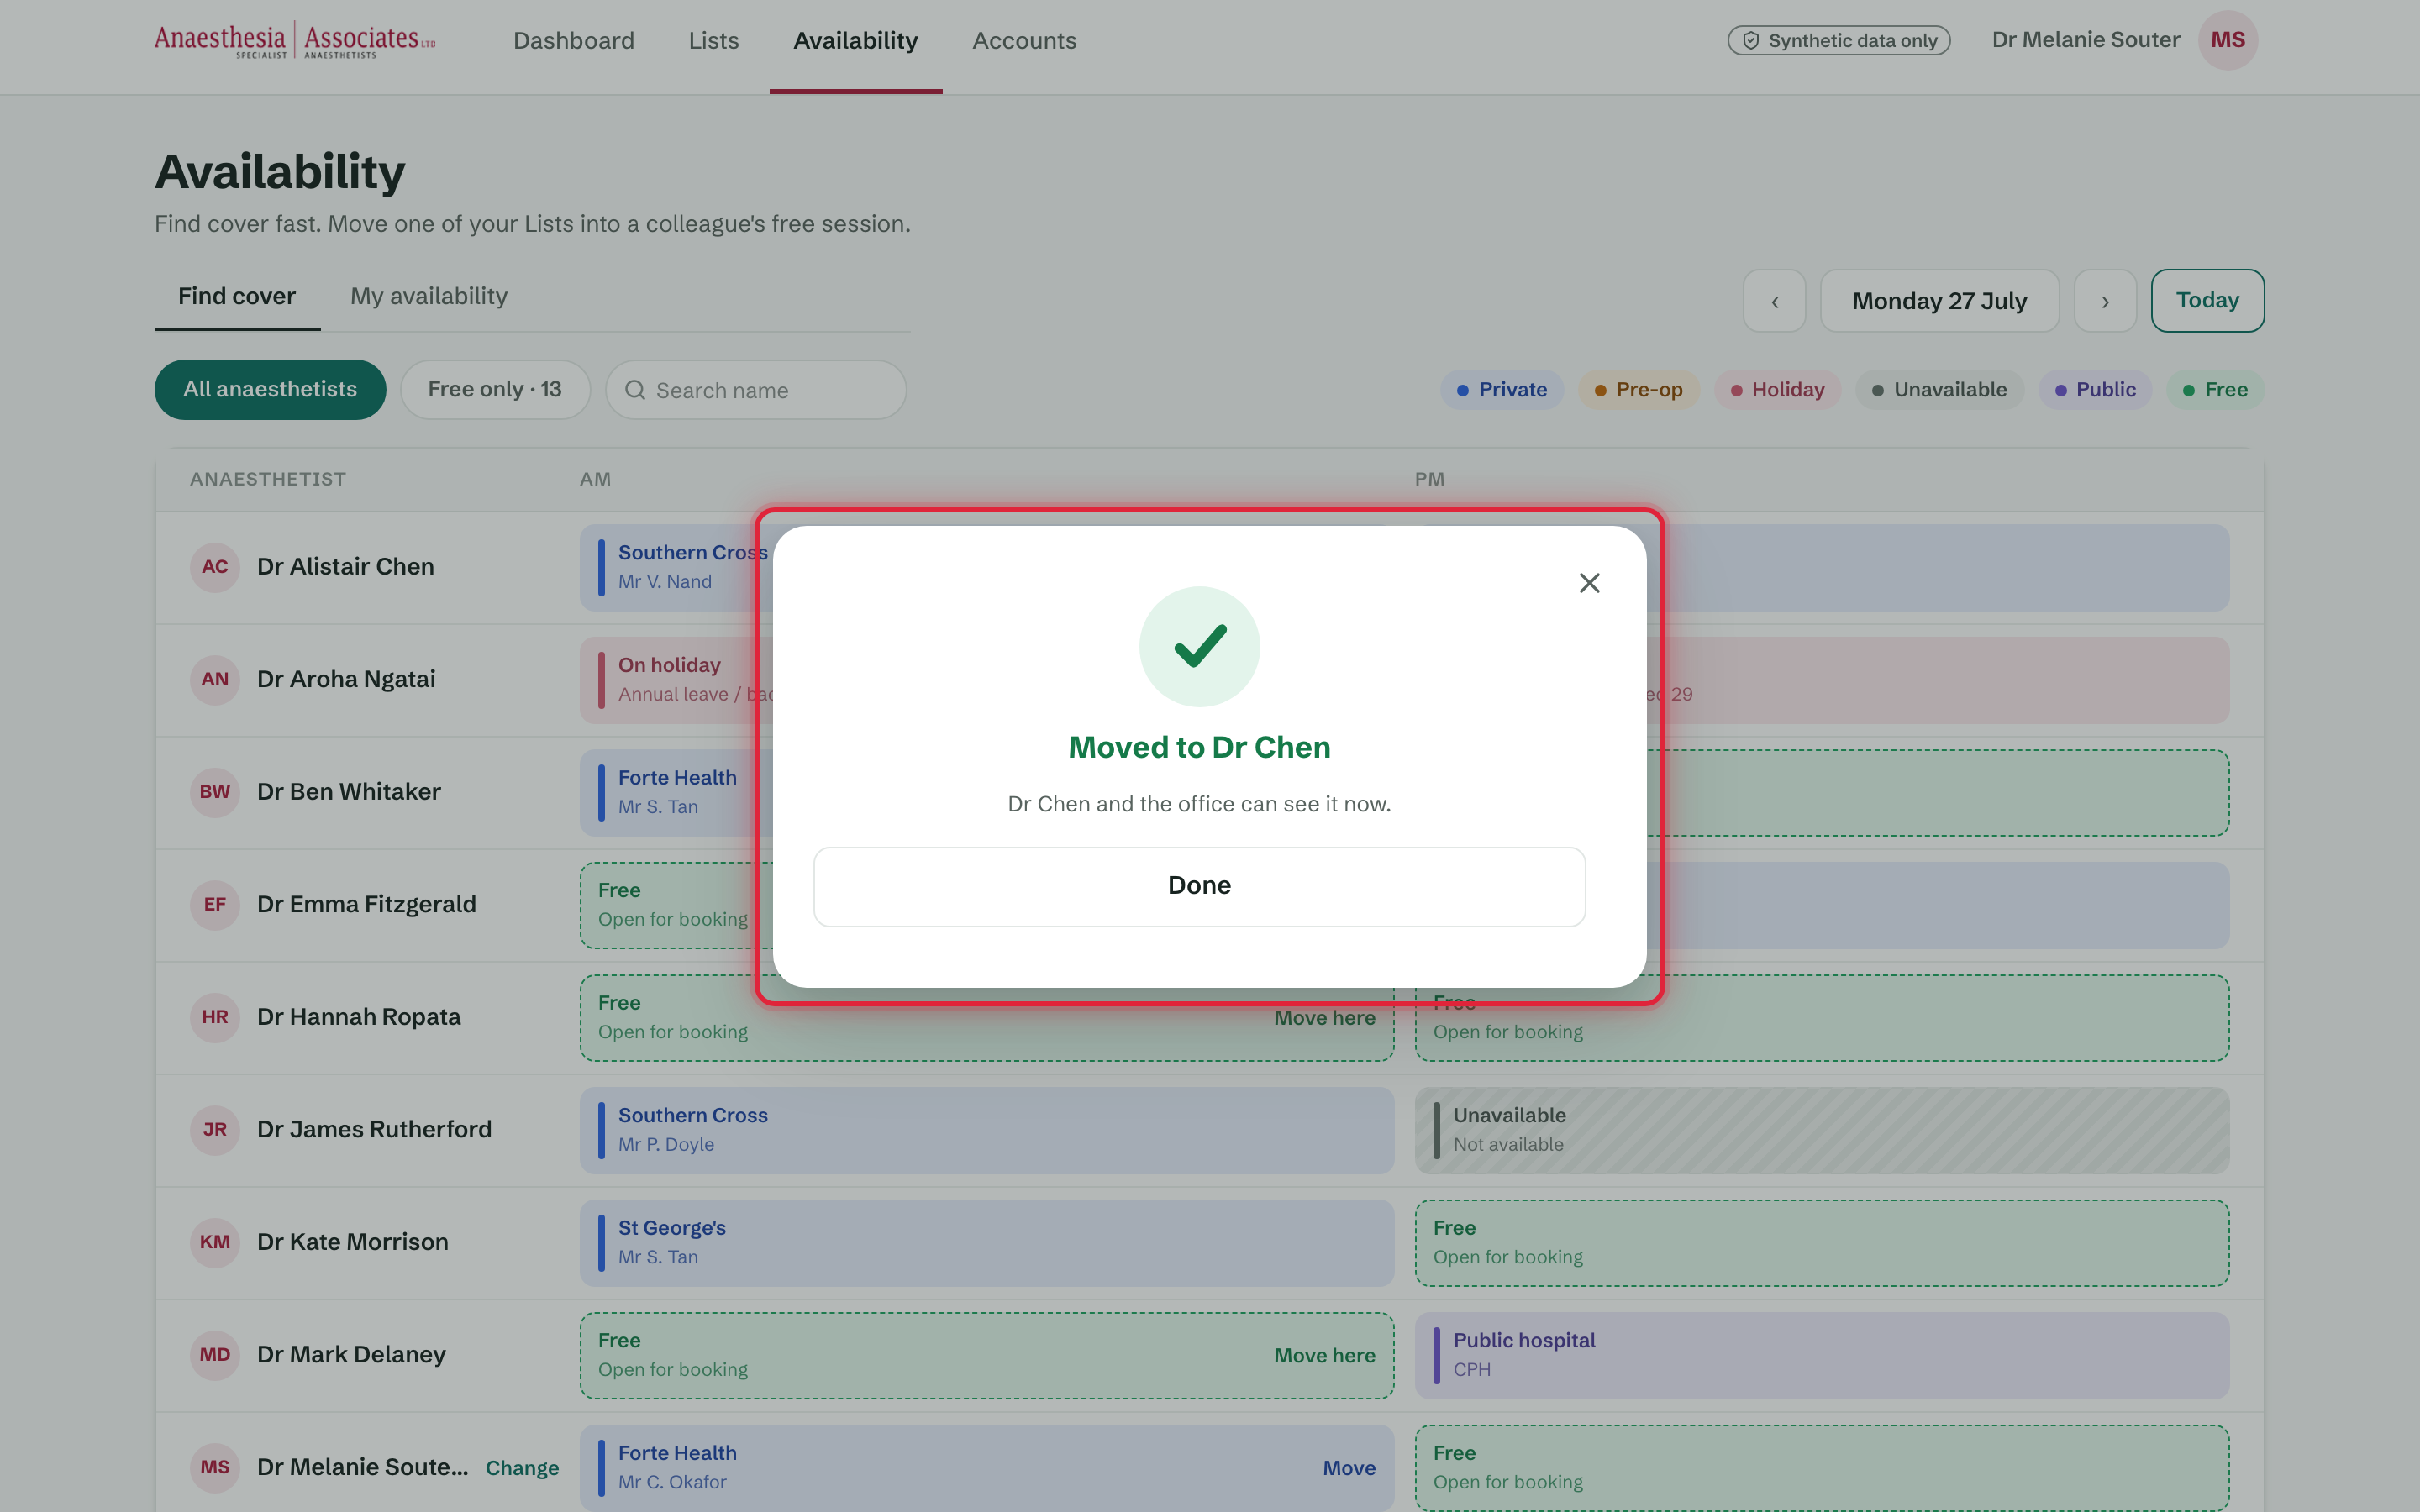 Anaesthesia Associates LTD
SPECIALIST ANAESTHETISTS
Dashboard
Lists
Availability
Accounts
Synthetic data only
Dr Melanie Souter
MS
Availability
Find cover fast. Move one of your Lists into a colleague's free session.
Find cover
My availability
‹
Monday 27 July
›
Today
All anaesthetists
Free only · 13
Search name
Private
Pre-op
Holiday
Unavailable
Public
Free
ANAESTHETIST
AM
PM
AC
Dr Alistair Chen
Southern Cross
Mr V. Nand
AN
Dr Aroha Ngatai
On holiday
Annual leave /
29
BW
Dr Ben Whitaker
Forte Health
Mr S. Tan
EF
Dr Emma Fitzgerald
Free
Open for booking
Moved to Dr Chen
Dr Chen and the office can see it now.
Done
HR
Dr Hannah Ropata
Free
Open for booking
Move here
Free
Open for booking
JR
Dr James Rutherford
Southern Cross
Mr P. Doyle
Unavailable
Not available
KM
Dr Kate Morrison
St George's
Mr S. Tan
Free
Open for booking
MD
Dr Mark Delaney
Free
Open for booking
Move here
Public hospital
CPH
MS
Dr Melanie Soute...
Change
Forte Health
Mr C. Okafor
Move
Free
Open for booking